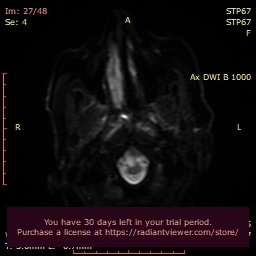 Im: 27/48
STP67
Se: 4
A
STP67
F
Ax DWI B 1000
R
L
You have 30 days left in your trial period.
Purchase a license at https://radiantviewer.com/store/